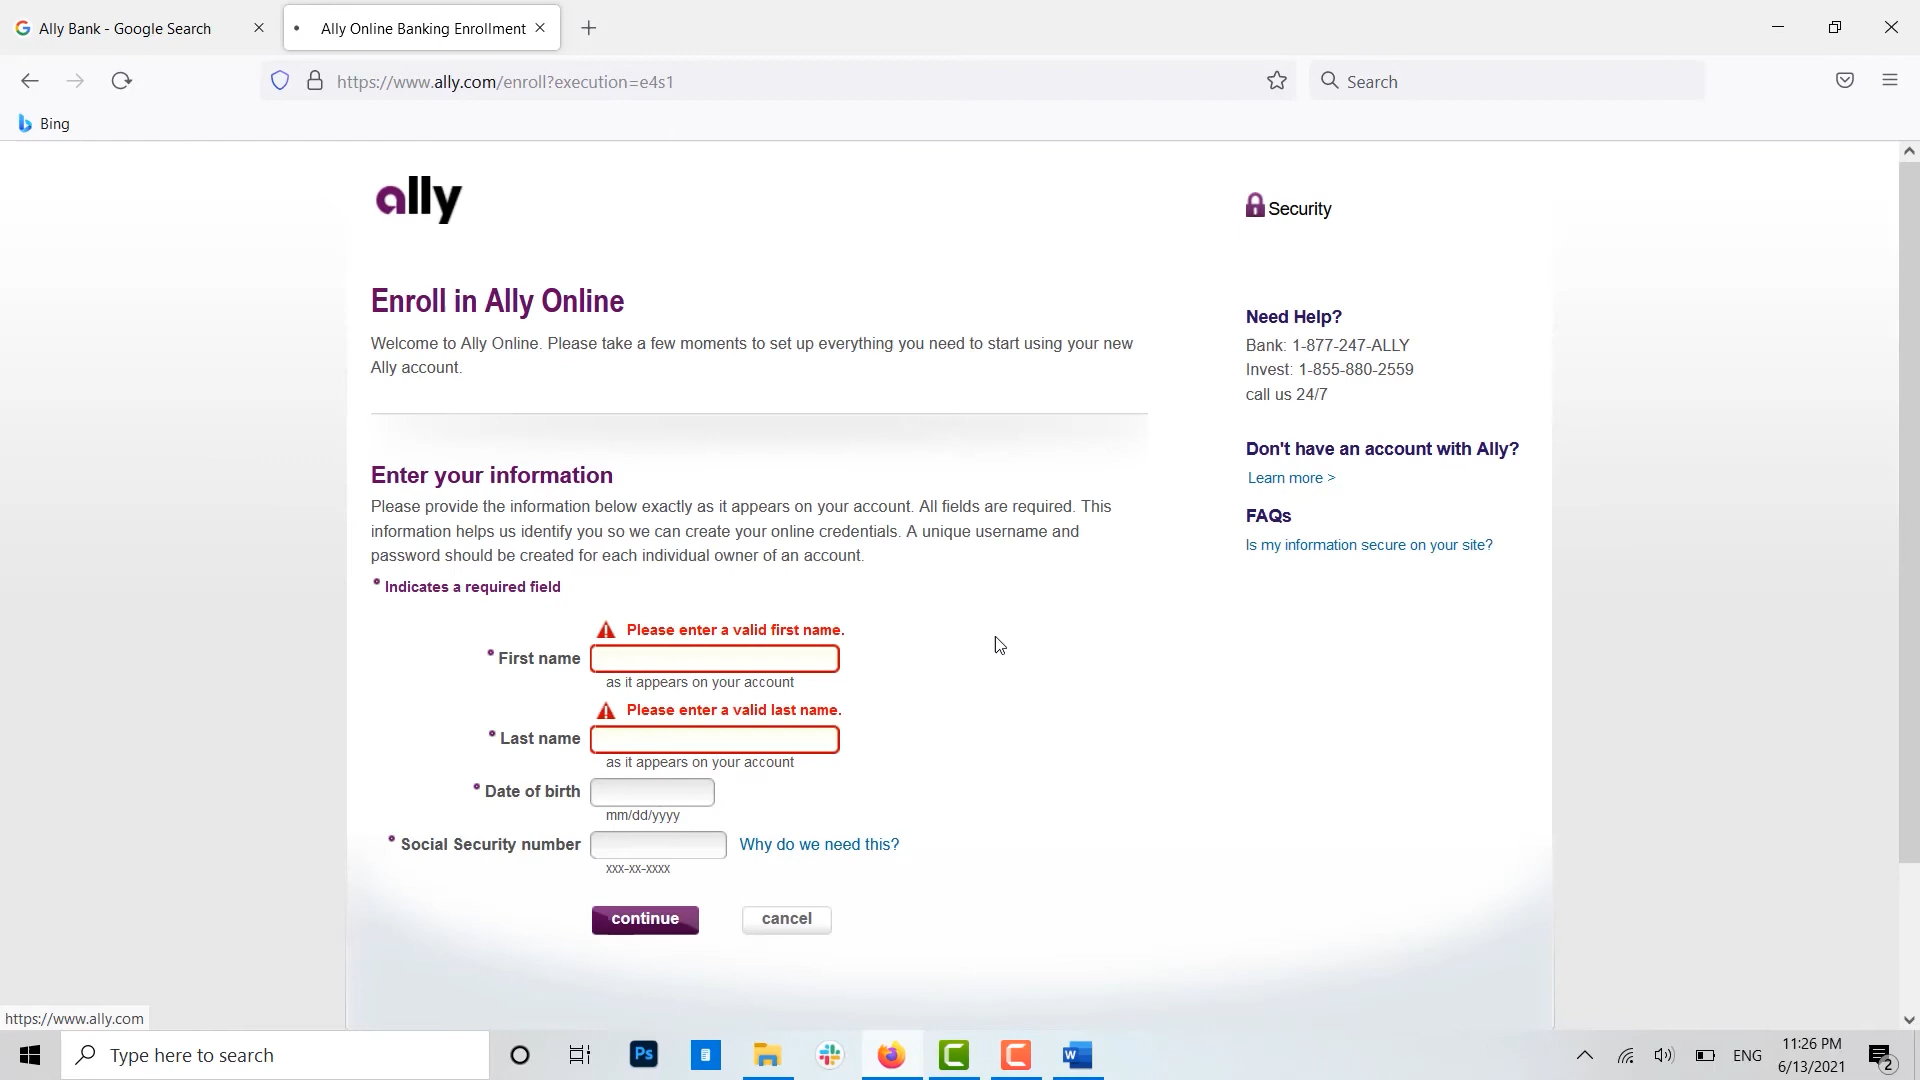 Ally Bank - Google Search
Ally Online Banking Enrollment
https://www.ally.com/enroll?execution=e4s1
Search
Bing
ally
Security
Enroll in Ally Online
Welcome to Ally Online. Please take a few moments to set up everything you need to start using your new
Ally account.
Need Help?
Bank: 1-877-247-ALLY
Invest: 1-855-880-2559
call us 24/7
Don't have an account with Ally?
Learn more >
FAQs
Is my information secure on your site?
Enter your information
Please provide the information below exactly as it appears on your account. All fields are required. This
information helps us identify you so we can create your online credentials. A unique username and
password should be created for each individual owner of an account.
* Indicates a required field
Please enter a valid first name.
* First name
as it appears on your account
Please enter a valid last name.
* Last name
as it appears on your account
* Date of birth
mm/dd/yyyy
* Social Security number Why do we need this?
xxx-xx-xxxx
continue cancel
https://www.ally.com
Type here to search
Ps
W
ENG
11:26 PM
6/13/2021
2